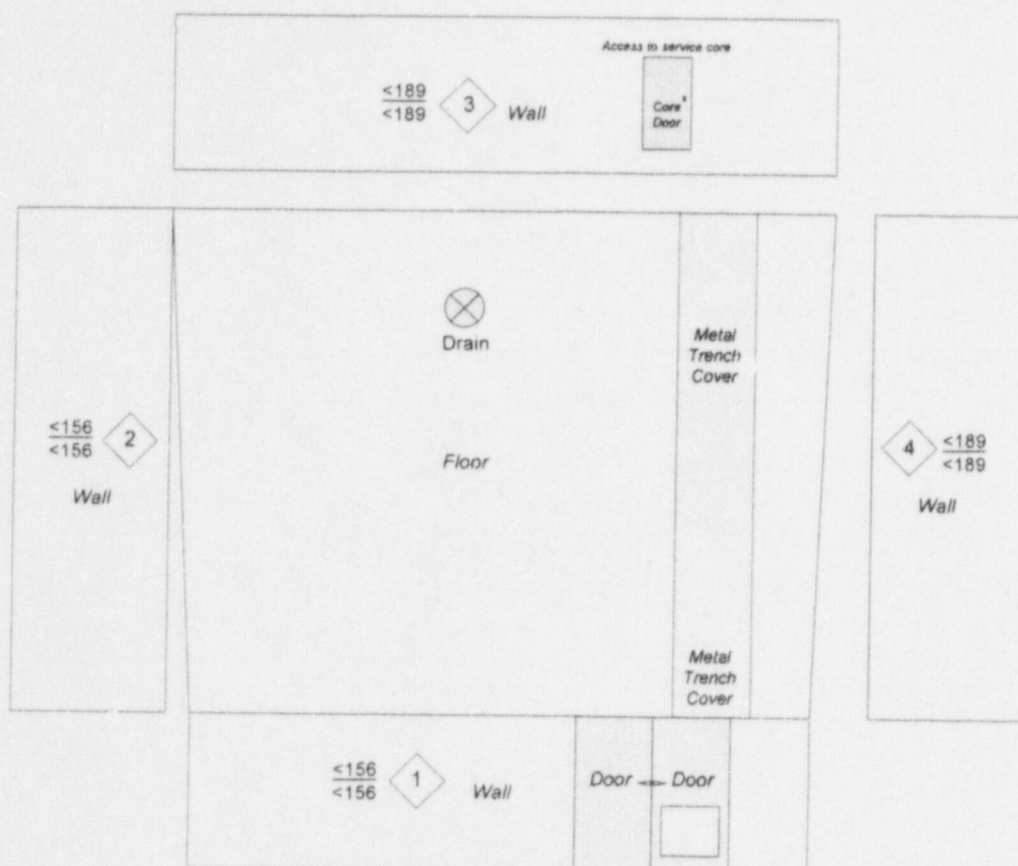 Access to service core
<189
<189
3
Wall
Core
Door
Drain
Metal
Trench
Cover
<156
<156
2
Wall
Floor
4
<189
<189
Wall
Metal
Trench
Cover
<156
<156
1
Wall
Door
Door